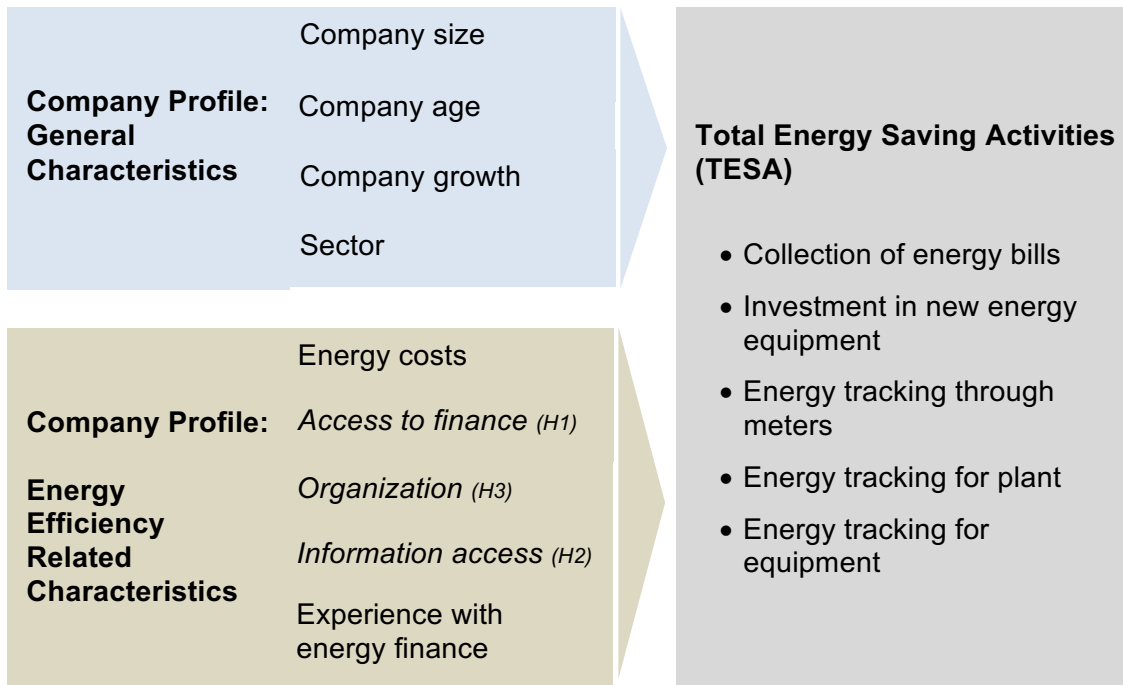 Company Profile:
General
Characteristics
Company size
Company age
Company growth
Sector
Company Profile:
Energy
Efficiency
Related
Characteristics
Energy costs
Access to finance (H1)
Organization (H3)
Information access (H2)
Experience with
energy finance
Total Energy Saving Activities
(TESA)
• Collection of energy bills
• Investment in new energy
equipment
• Energy tracking through
meters
• Energy tracking for plant
• Energy tracking for
equipment